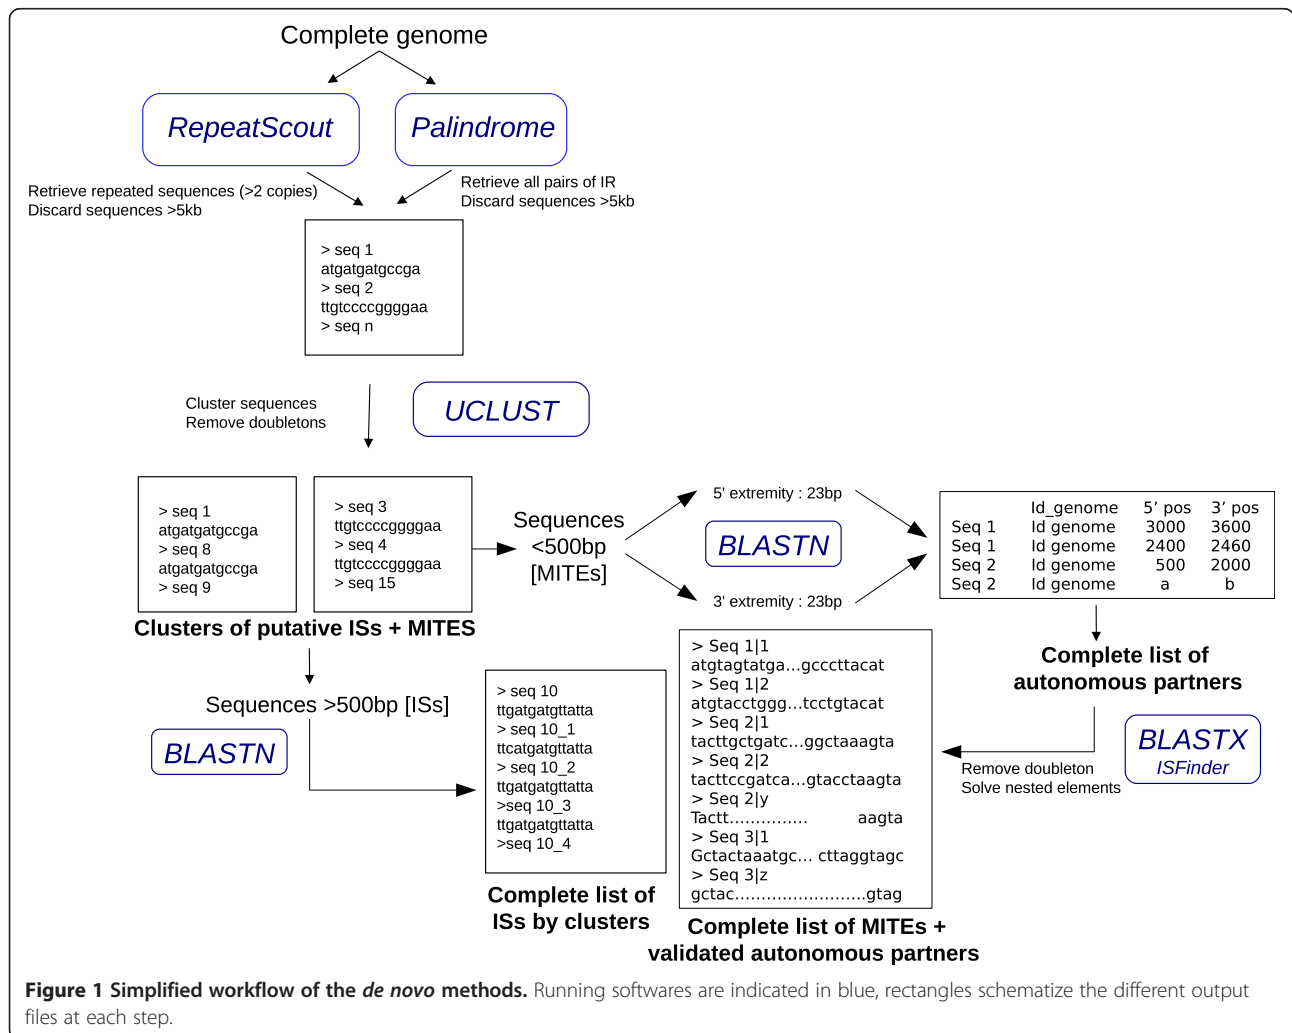 Complete genome
RepeatScout
Palindrome
Retrieve repeated sequences (>2 copies)
Discard sequences >5kb
Retrieve all pairs of IR
Discard sequences >5kb
> seq 1
atgatgatgccga
> seq 2
ttgtccccggggaa
> seq n
Cluster sequences
Remove doubletons
UCLUST
> seq 1
atgatgatgccga
> seq 8
atgatgatgccga
> seq 9
> seq 3
ttgtccccggggaa
> seq 4
ttgtccccggggaa
> seq 15
Clusters of putative ISs + MITES
Sequences
<500bp
[MITEs]
5' extremity : 23bp
BLASTN
3' extremity : 23bp
Id_genome 5' pos 3' pos
Seq 1 Id genome 3000 3600
Seq 1 Id genome 2400 2460
Seq 2 Id genome 500 2000
Seq 2 Id genome a b
Complete list of
autonomous partners
BLASTX
ISFinder
Remove doubleton
Solve nested elements
Sequences >500bp [ISs]
BLASTN
> seq 10
ttgatgatgttatta
> seq 10_1
ttcatgatgttatta
> seq 10_2
ttgatgatgttatta
>seq 10_3
ttgatgatgttatta
>seq 10_4
Complete list of
ISs by clusters
> Seq 1|1
atgtagtatga...gcccttacat
> Seq 1|2
atgtacctggg...tcctgtacat
> Seq 2|1
tacttgctgatc...ggctaaagta
> Seq 2|2
tacttccgatca...gtacctaagta
> Seq 2|y
Tactt............... aagta
> Seq 3|1
Gctactaaatgc... cttaggtagc
> Seq 3|z
gctac.........................gtag
Complete list of MITEs +
validated autonomous partners
Figure 1 Simplified workflow of the de novo methods. Running softwares are indicated in blue, rectangles schematize the different output
files at each step.